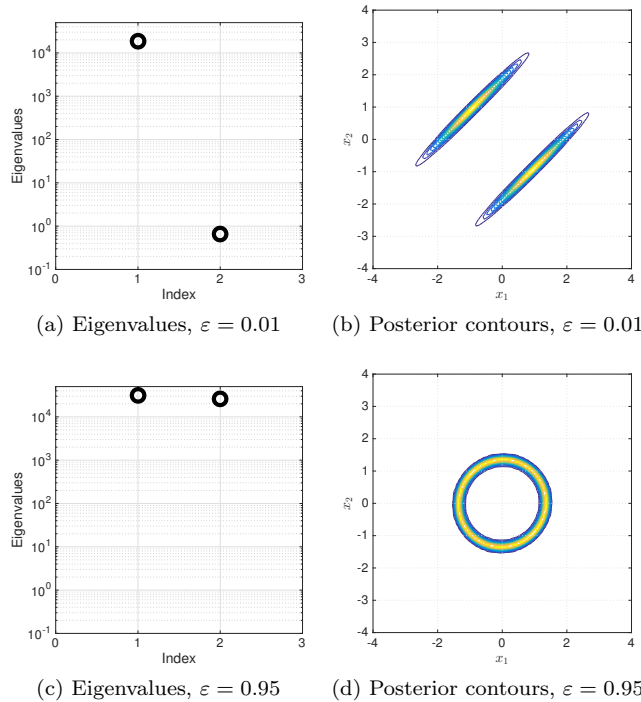 10^4
10^3
10^2
10^1
10^0
10^-1
Eigenvalues
0 1 2 3
Index
(a) Eigenvalues, ε = 0.01
4
3
2
1
0
-1
-2
-3
-4
x_2
-4 -2 0 2 4
x_1
(b) Posterior contours, ε = 0.01
10^4
10^3
10^2
10^1
10^0
10^-1
Eigenvalues
0 1 2 3
Index
(c) Eigenvalues, ε = 0.95
4
3
2
1
0
-1
-2
-3
-4
x_2
-4 -2 0 2 4
x_1
(d) Posterior contours, ε = 0.95